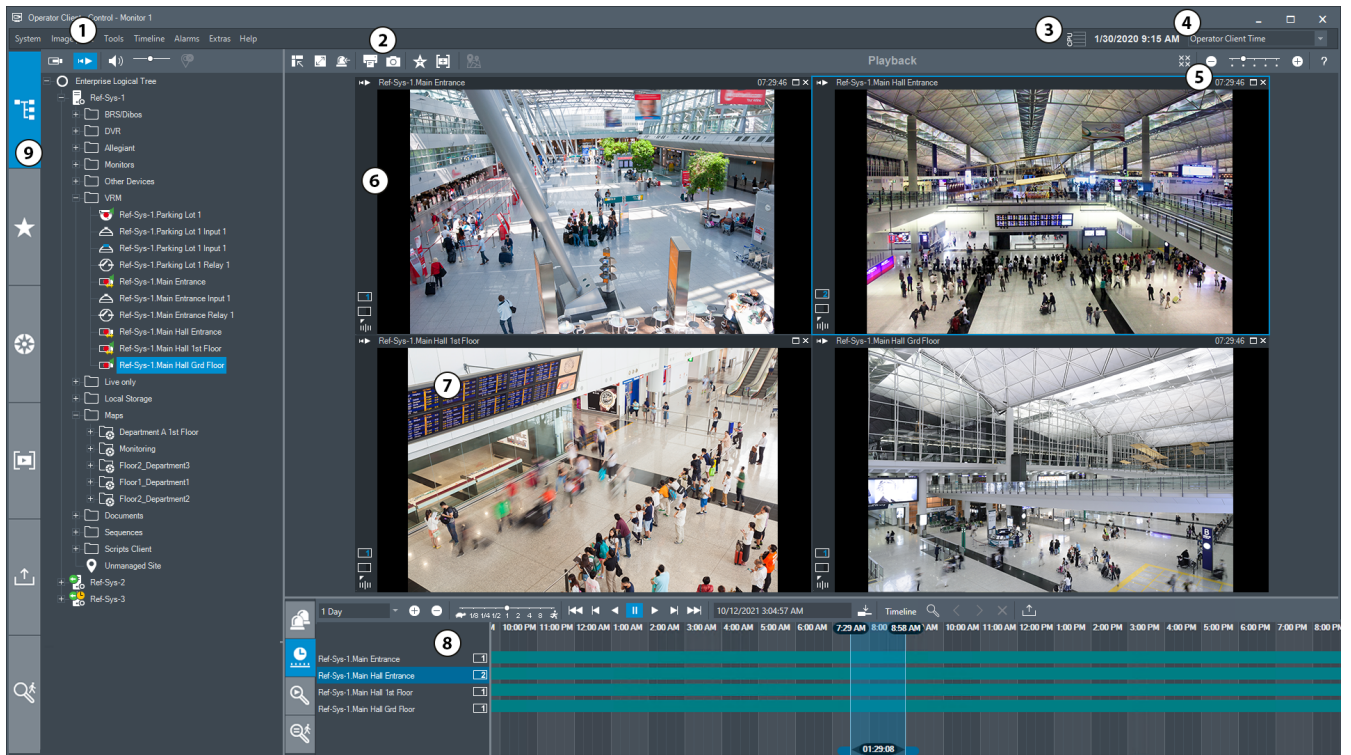 Operator Client - Control - Monitor 1
1
System Image Tools Timeline Alarms Extras Help
2
3
1/30/2020 9:15 AM
4
Operator Client Time
Playback
5
?
9
Enterprise Logical Tree
Ref-Sys-1
BRS/Dibos
DVR
Allegiant
Monitors
Other Devices
VRM
Ref-Sys-1.Parking Lot 1
Ref-Sys-1.Parking Lot 1 Input 1
Ref-Sys-1.Parking Lot 1 Input 1
Ref-Sys-1.Parking Lot 1 Relay 1
Ref-Sys-1.Main Entrance
Ref-Sys-1.Main Entrance Input 1
Ref-Sys-1.Main Entrance Relay 1
Ref-Sys-1.Main Hall Entrance
Ref-Sys-1.Main Hall 1st Floor
Ref-Sys-1.Main Hall Grd Floor
Live only
Local Storage
Maps
Department A 1st Floor
Monitoring
Floor2_Department3
Floor1_Department1
Floor2_Department2
Documents
Sequences
Scripts Client
Unmanaged Site
Ref-Sys-2
Ref-Sys-3
Ref-Sys-1.Main Entrance 07:29:46
Ref-Sys-1.Main Hall Entrance 07:29:46
6
1
2
Ref-Sys-1.Main Hall 1st Floor
Ref-Sys-1.Main Hall Grd Floor 07:29:46
7
B
1
1
1 Day
1/8 1/4 1/2 1 2 4 8
10/12/2021 3:04:57 AM
Timeline
8
M 10:00 PM 11:00 PM 12:00 AM 1:00 AM 2:00 AM 3:00 AM 4:00 AM 5:00 AM 6:00 AM 7:29 AM 8:00 8:58 AM AM 10:00 AM 11:00 AM 12:00 PM 1:00 PM 2:00 PM 3:00 PM 4:00 PM 5:00 PM 6:00 PM 7:00 PM 8:00 P
Ref-Sys-1.Main Entrance 1
Ref-Sys-1.Main Hall Entrance 2
Ref-Sys-1.Main Hall 1st Floor 1
Ref-Sys-1.Main Hall Grd Floor 1
01:29:08